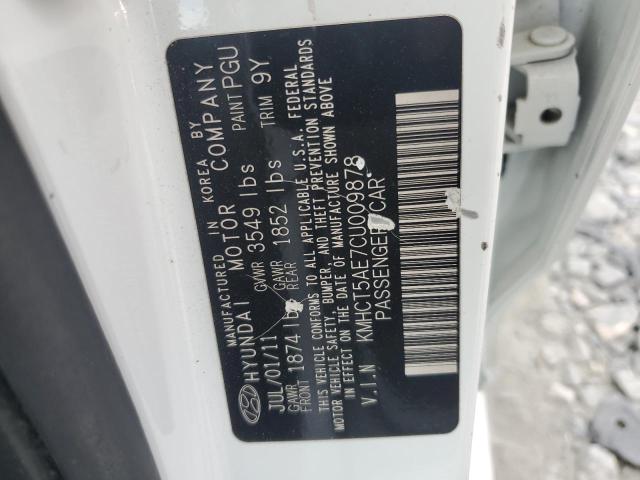 MANUFACTURED IN KOREA BY
HYUNDAI MOTOR COMPANY
JUL/01/11 GVWR 3549 lbs PAINT PGU
GAWR FRONT 1874 lbs GAWR REAR 1852 lbs TRIM 9Y
THIS VEHICLE CONFORMS TO ALL APPLICABLE U.S.A. FEDERAL
MOTOR VEHICLE SAFETY, BUMPER, AND THEFT PREVENTION STANDARDS
IN EFFECT ON THE DATE OF MANUFACTURE SHOWN ABOVE
V.I.N KMHCT5AE7CU009878
PASSENGER CAR